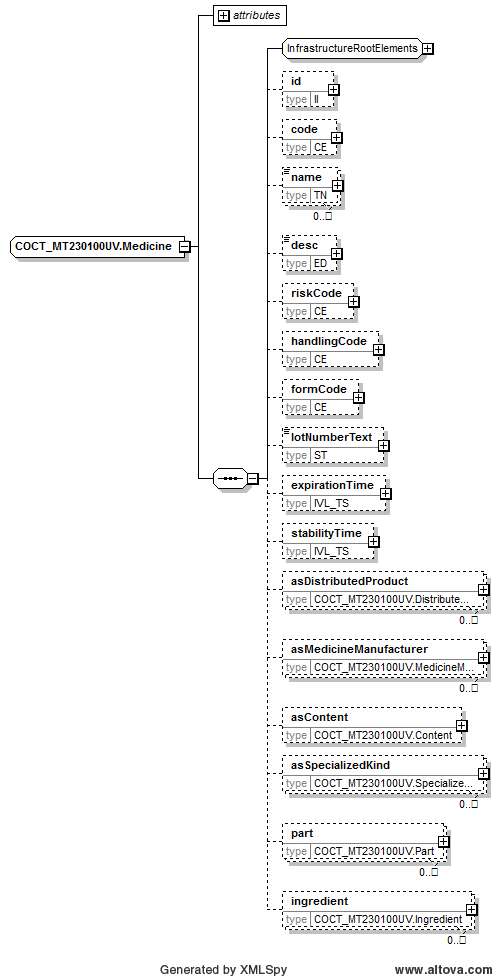 attributes
InfrastructureRootElements
id
type II
code
type CE
name
type TN
0..□
COCT_MT230100UV.Medicine
desc
type ED
riskCode
type CE
handlingCode
type CE
formCode
type CE
lotNumberText
type ST
expirationTime
type IVL_TS
stabilityTime
type IVL_TS
asDistributedProduct
type COCT_MT230100UV.Distribute...
0..□
asMedicineManufacturer
type COCT_MT230100UV.MedicineM...
0..□
asContent
type COCT_MT230100UV.Content
asSpecializedKind
type COCT_MT230100UV.Specialize...
0..□
part
type COCT_MT230100UV.Part
0..□
ingredient
type COCT_MT230100UV.Ingredient
0..□
Generated by XMLSpy www.altova.com